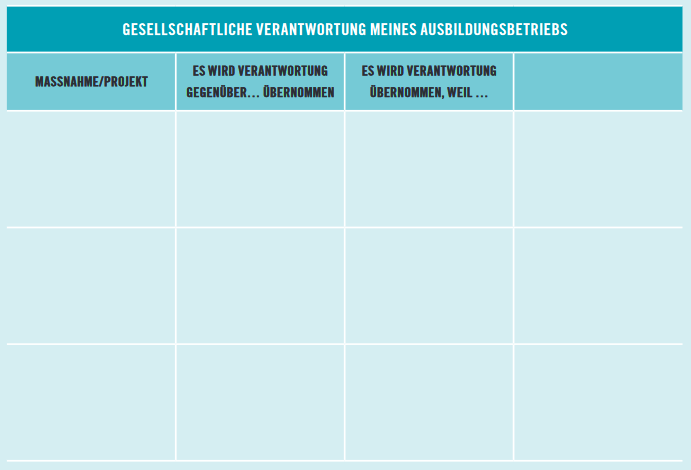 GESELLSCHAFTLICHE VERANTWORTUNG MEINES AUSBILDUNGSBETRIEBS
MASSNAHME/PROJEKT
ES WIRD VERANTWORTUNG
GEGENÜBER... ÜBERNOMMEN
ES WIRD VERANTWORTUNG
ÜBERNOMMEN, WEIL ...